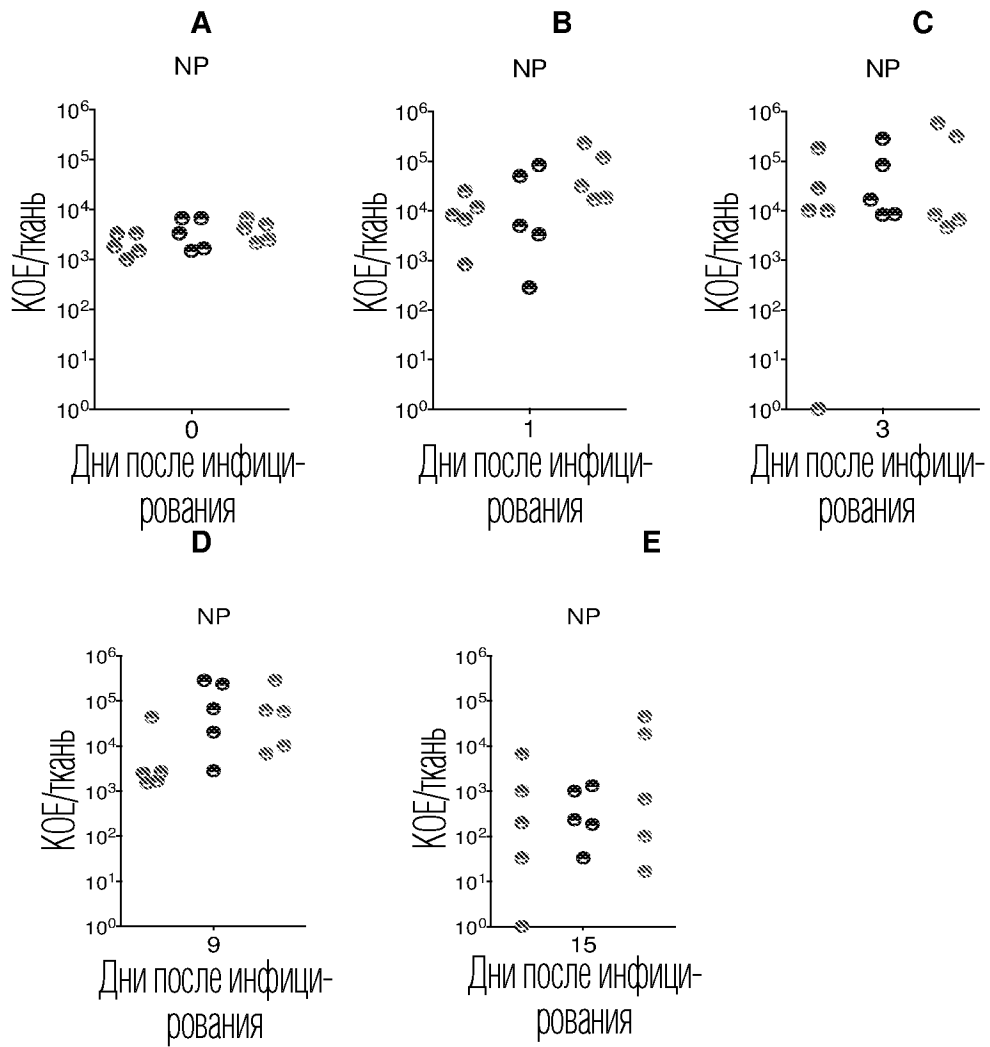 A
NP
10⁶
10⁵
10⁴
10³
10²
10¹
10⁰
КОЕ/ткань
0
Дни после инфици-
рования
B
NP
10⁶
10⁵
10⁴
10³
10²
10¹
10⁰
КОЕ/ткань
1
Дни после инфици-
рования
C
NP
10⁶
10⁵
10⁴
10³
10²
10¹
10⁰
КОЕ/ткань
3
Дни после инфици-
рования
D
NP
10⁶
10⁵
10⁴
10³
10²
10¹
10⁰
КОЕ/ткань
9
Дни после инфици-
рования
E
NP
10⁶
10⁵
10⁴
10³
10²
10¹
10⁰
КОЕ/ткань
15
Дни после инфици-
рования